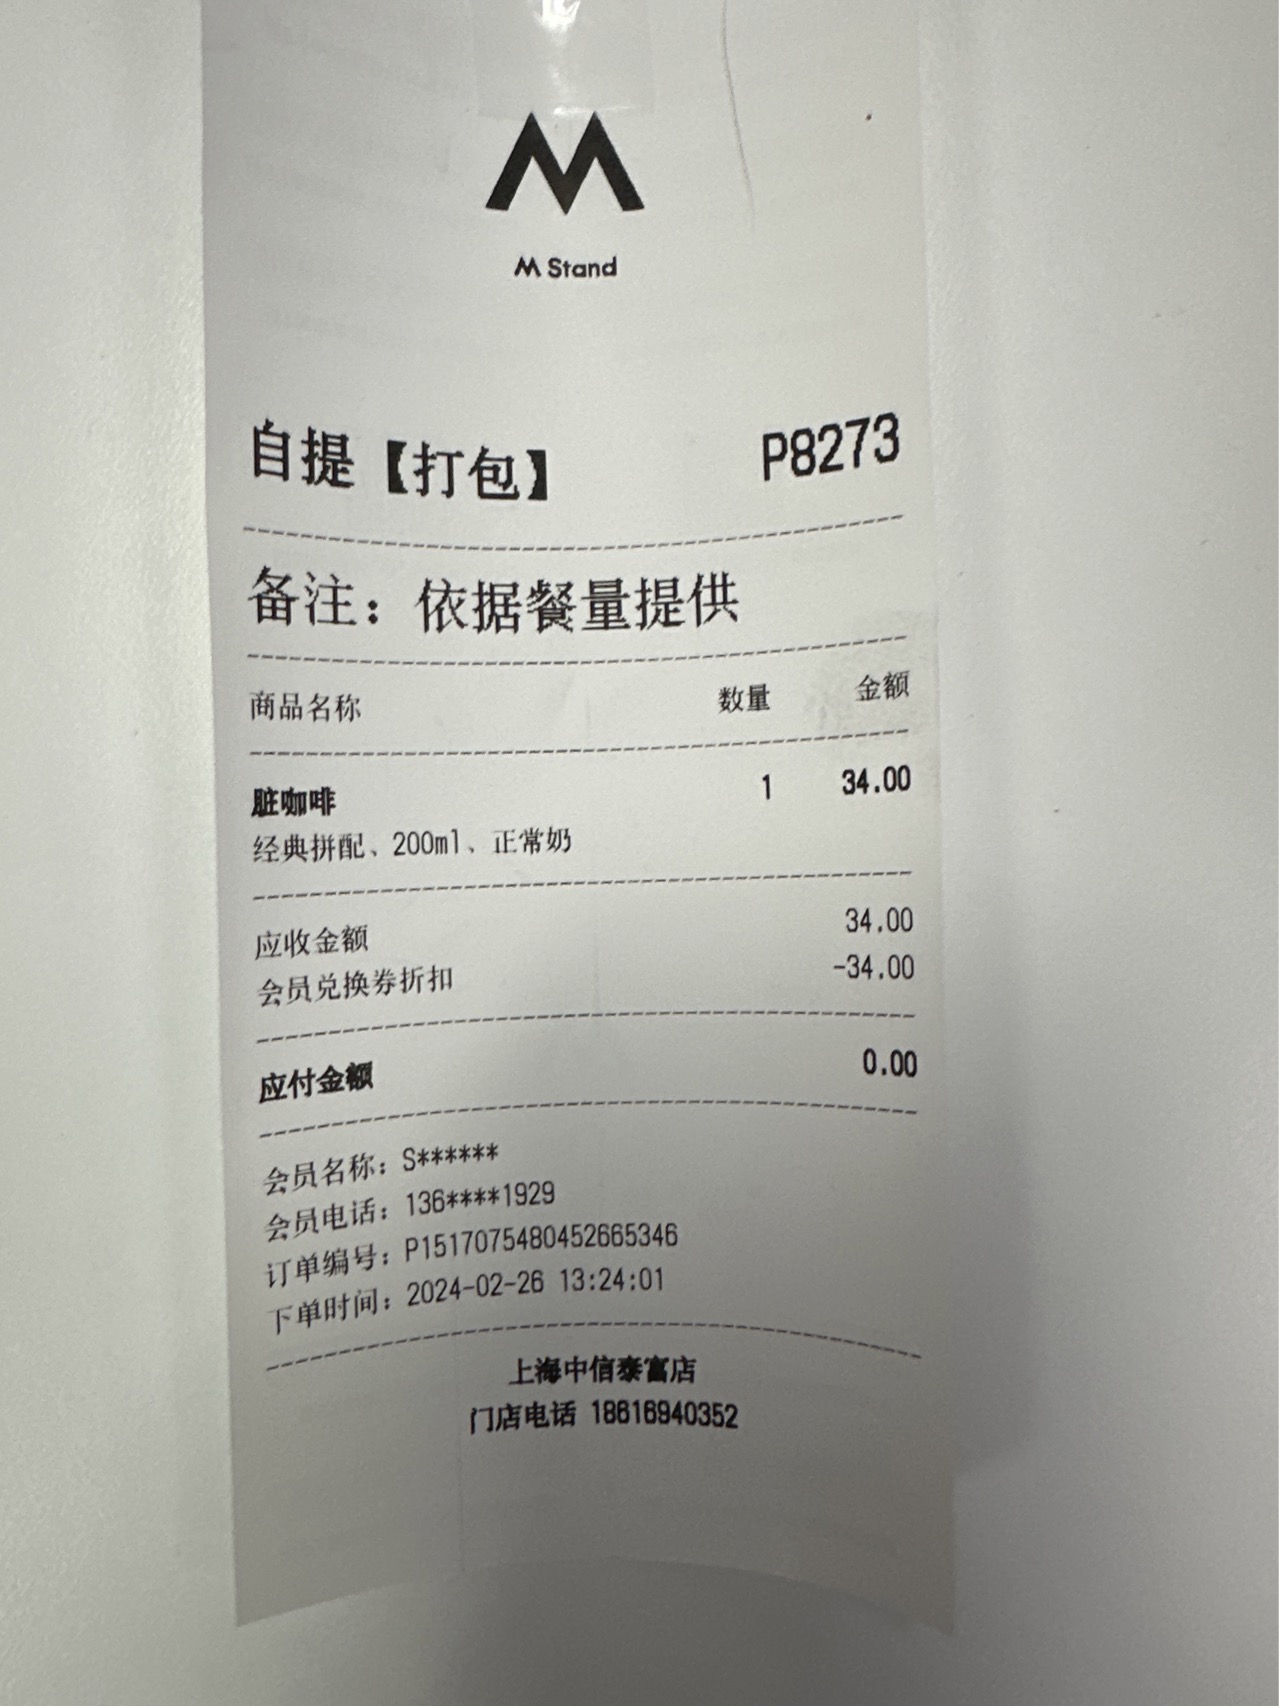 M Stand
自提【打包】 P8273
备注：依据餐量提供
商品名称 数量 金额
脏咖啡 1 34.00
经典拼配、200ml、正常奶
应收金额 34.00
会员兑换券折扣 -34.00
应付金额 0.00
会员名称：S******
会员电话：136****1929
订单编号：P1517075480452665346
下单时间：2024-02-26 13:24:01
上海中信泰富店
门店电话 18616940352